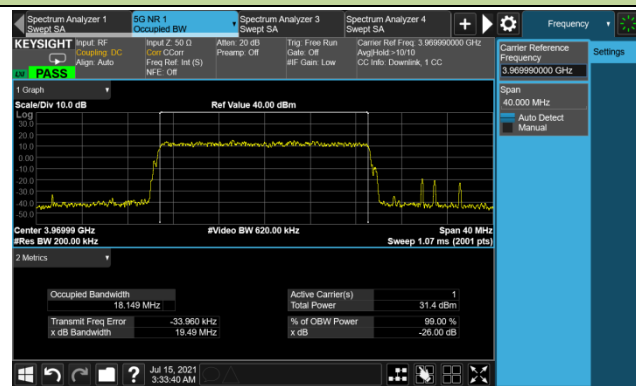 Spectrum Analyzer 1
Swept SA
5G NR 1
Occupied BW
Spectrum Analyzer 3
Swept SA
Spectrum Analyzer 4
Swept SA
Frequency
KEYSIGHT
Input: RF
Coupling: DC
Align: Auto
Input Z: 50 Ω
Corr CCorr
Freq Ref: Int (S)
NFE: Off
Atten: 20 dB
Preamp: Off
Trig: Free Run
Gate: Off
#IF Gain: Low
Carrier Ref Freq: 3.969990000 GHz
Avg|Hold:>10/10
CC Info: Downlink, 1 CC
LU PASS
Carrier Reference
Frequency
3.969990000 GHz
Settings
Span
40.000 MHz
Auto Detect
Manual
1 Graph
Scale/Div 10.0 dB
Ref Value 40.00 dBm
Log
30.0
20.0
10.0
0.00
-10.0
-20.0
-30.0
-40.0
-50.0
Center 3.96999 GHz
#Video BW 620.00 kHz
Span 40 MHz
#Res BW 200.00 kHz
Sweep 1.07 ms (2001 pts)
2 Metrics
Occupied Bandwidth
18.149 MHz
Active Carrier(s) 1
Total Power 31.4 dBm
Transmit Freq Error -33.960 kHz
% of OBW Power 99.00 %
x dB Bandwidth 19.49 MHz
x dB -26.00 dB
Jul 15, 2021
3:33:40 AM